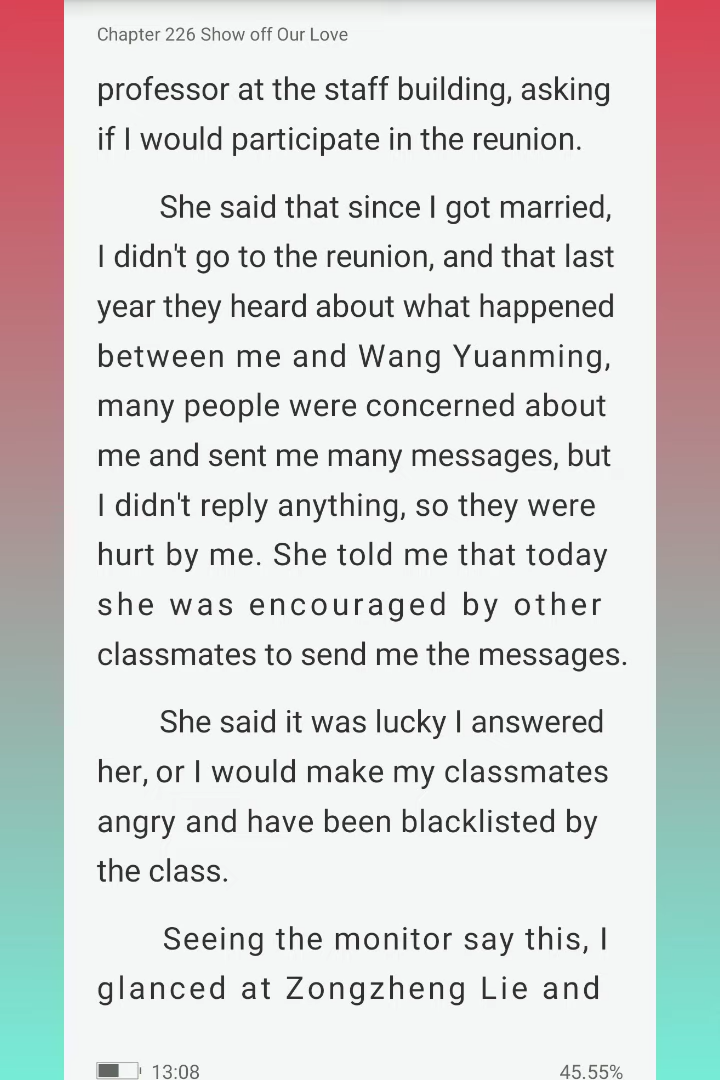 Chapter 226 Show off Our Love
professor at the staff building, asking
if I would participate in the reunion.
She said that since I got married,
I didn't go to the reunion, and that last
year they heard about what happened
between me and Wang Yuanming,
many people were concerned about
me and sent me many messages, but
I didn't reply anything, so they were
hurt by me. She told me that today
she was encouraged by other
classmates to send me the messages.
She said it was lucky I answered
her, or I would make my classmates
angry and have been blacklisted by
the class.
Seeing the monitor say this, I
glanced at Zongzheng Lie and
13:08
45.55%